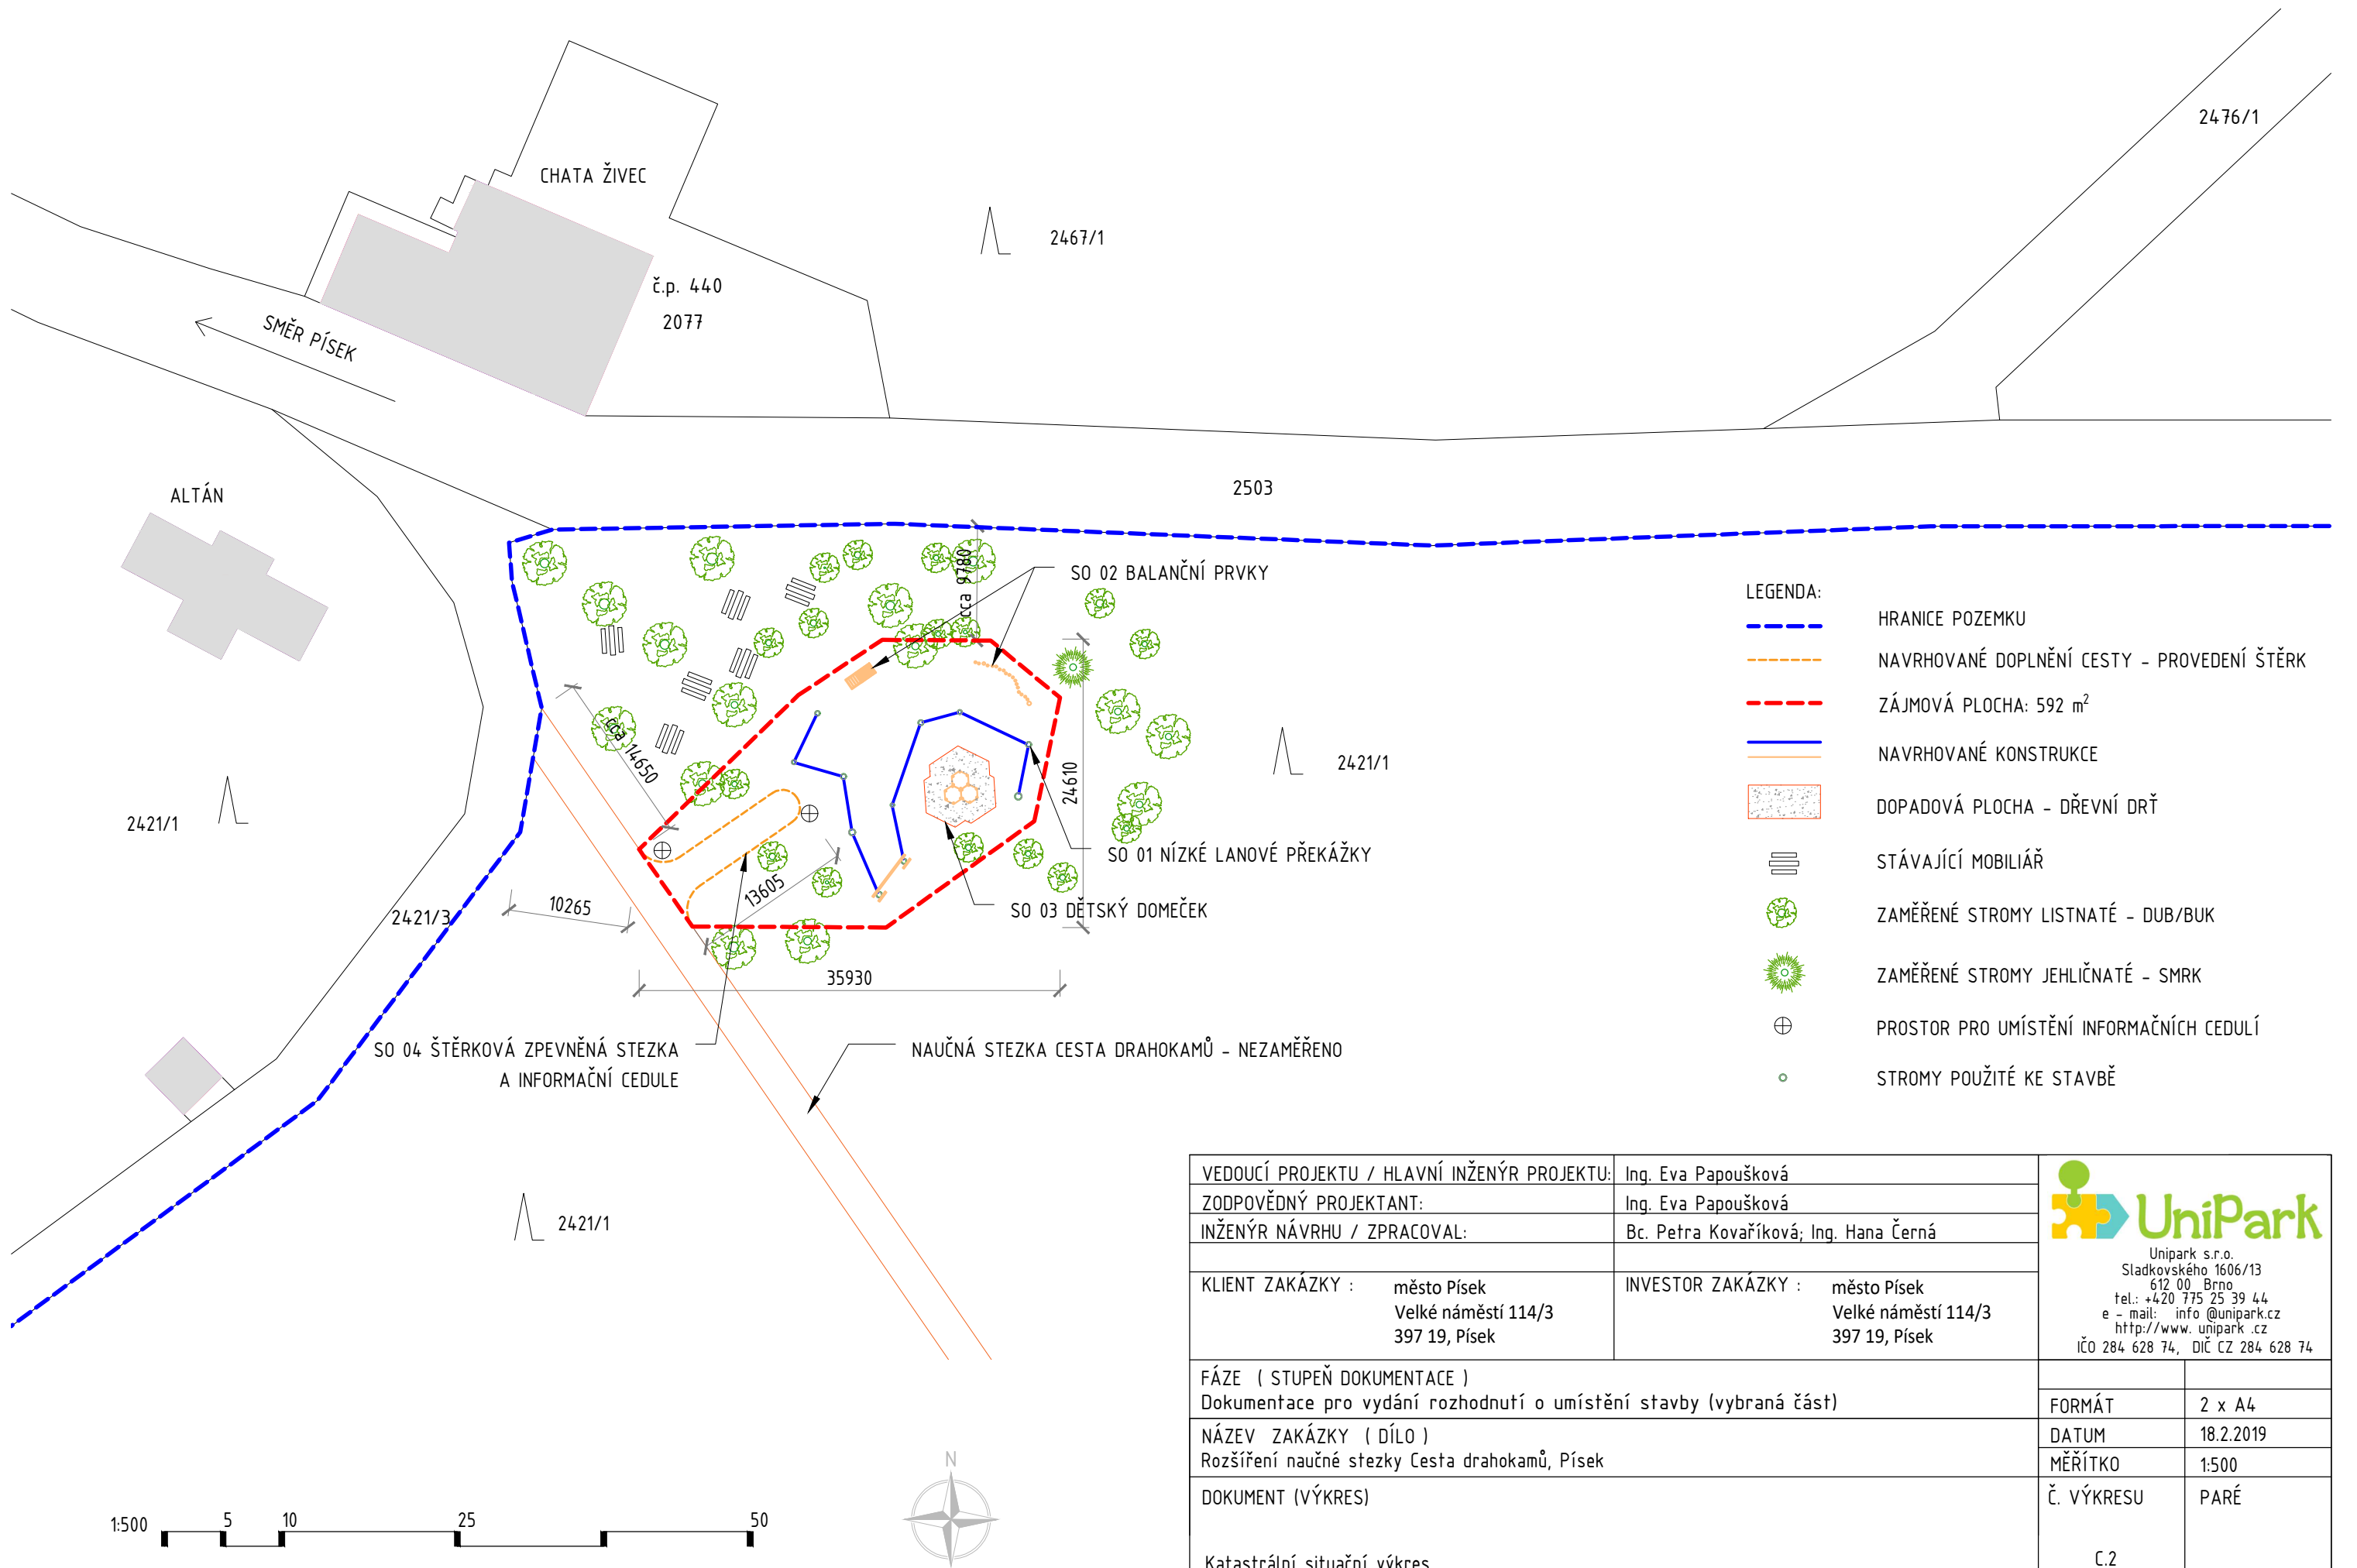 2476/1
CHATA ŽIVEC
2467/1
č.p. 440
2077
SMĚR PÍSEK
ALTÁN
2503
cca 9780
SO 02 BALANČNÍ PRVKY
cca 14650
24610
2421/1
2421/1
SO 01 NÍZKÉ LANOVÉ PŘEKÁŽKY
13605
10265
2421/3
SO 03 DĚTSKÝ DOMEČEK
35930
SO 04 ŠTĚRKOVÁ ZPEVNĚNÁ STEZKA
A INFORMAČNÍ CEDULE
NAUČNÁ STEZKA CESTA DRAHOKAMŮ - NEZAMĚŘENO
2421/1
LEGENDA:
HRANICE POZEMKU
NAVRHOVANÉ DOPLNĚNÍ CESTY - PROVEDENÍ ŠTĚRK
ZÁJMOVÁ PLOCHA: 592 m²
NAVRHOVANÉ KONSTRUKCE
DOPADOVÁ PLOCHA - DŘEVNÍ DRŤ
STÁVAJÍCÍ MOBILIÁŘ
ZAMĚŘENÉ STROMY LISTNATÉ - DUB/BUK
ZAMĚŘENÉ STROMY JEHLIČNATÉ - SMRK
PROSTOR PRO UMÍSTĚNÍ INFORMAČNÍCH CEDULÍ
STROMY POUŽITÉ KE STAVBĚ
VEDOUCÍ PROJEKTU / HLAVNÍ INŽENÝR PROJEKTU: Ing. Eva Papoušková
ZODPOVĚDNÝ PROJEKTANT: Ing. Eva Papoušková
INŽENÝR NÁVRHU / ZPRACOVAL: Bc. Petra Kovaříková; Ing. Hana Černá
KLIENT ZAKÁZKY : město Písek
Velké náměstí 114/3
397 19, Písek
INVESTOR ZAKÁZKY : město Písek
Velké náměstí 114/3
397 19, Písek
UniPark
Unipark s.r.o.
Sladkovského 1606/13
612 00 Brno
tel.: +420 775 25 39 44
e - mail: info @unipark.cz
http://www. unipark .cz
IČO 284 628 74, DIČ CZ 284 628 74
FÁZE ( STUPEŇ DOKUMENTACE )
Dokumentace pro vydání rozhodnutí o umístění stavby (vybraná část)
NÁZEV ZAKÁZKY ( DÍLO )
Rozšíření naučné stezky Cesta drahokamů, Písek
DOKUMENT (VÝKRES)
Katastrální situační výkres
FORMÁT 2 x A4
DATUM 18.2.2019
MĚŘÍTKO 1:500
Č. VÝKRESU PARÉ
C.2
N
1:500 5 10 25 50